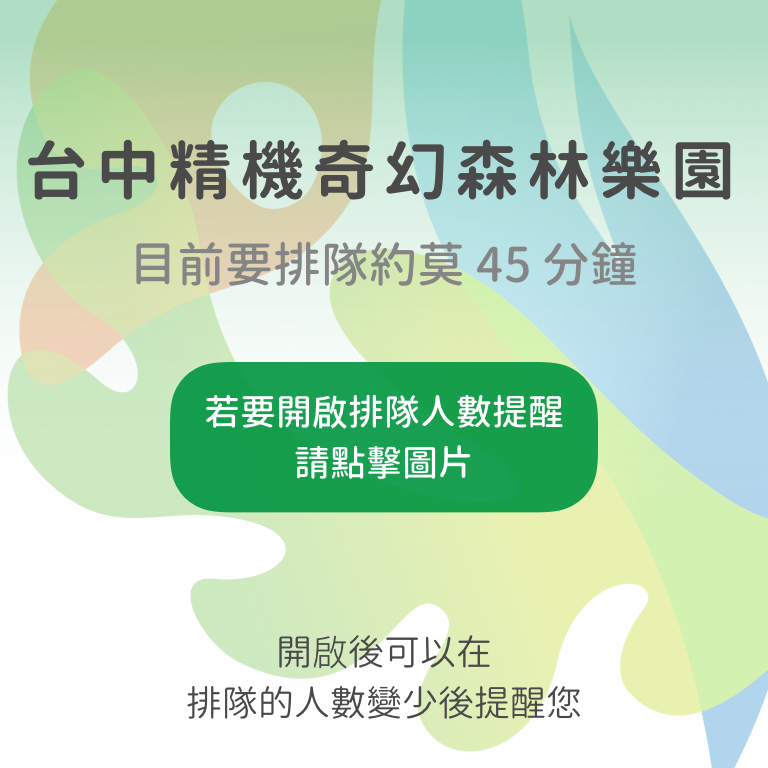 台中精機奇幻森林樂園
目前要排隊約莫 45 分鐘
若要開啟排隊人數提醒
請點擊圖片
開啟後可以在
排隊的人數變少後提醒您